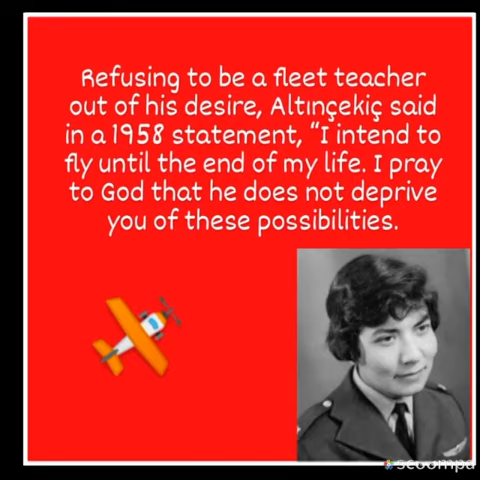 Refusing to be a fleet teacher
out of his desire, Altınçekiç said
in a 1958 statement, "I intend to
fly until the end of my life. I pray
to God that he does not deprive
you of these possibilities.
scoompa